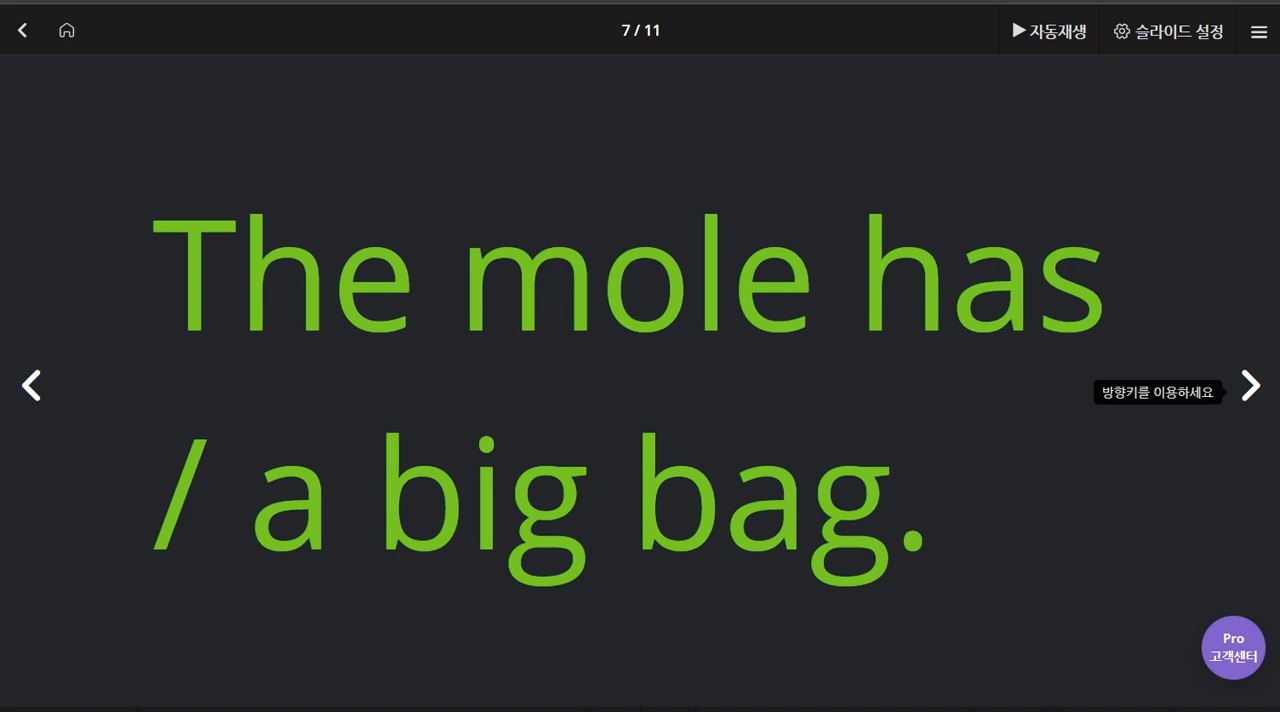 7 / 11
▶ 자동재생
슬라이드 설정
The mole has
/ a big bag.
방향키를 이용하세요
Pro
고객센터